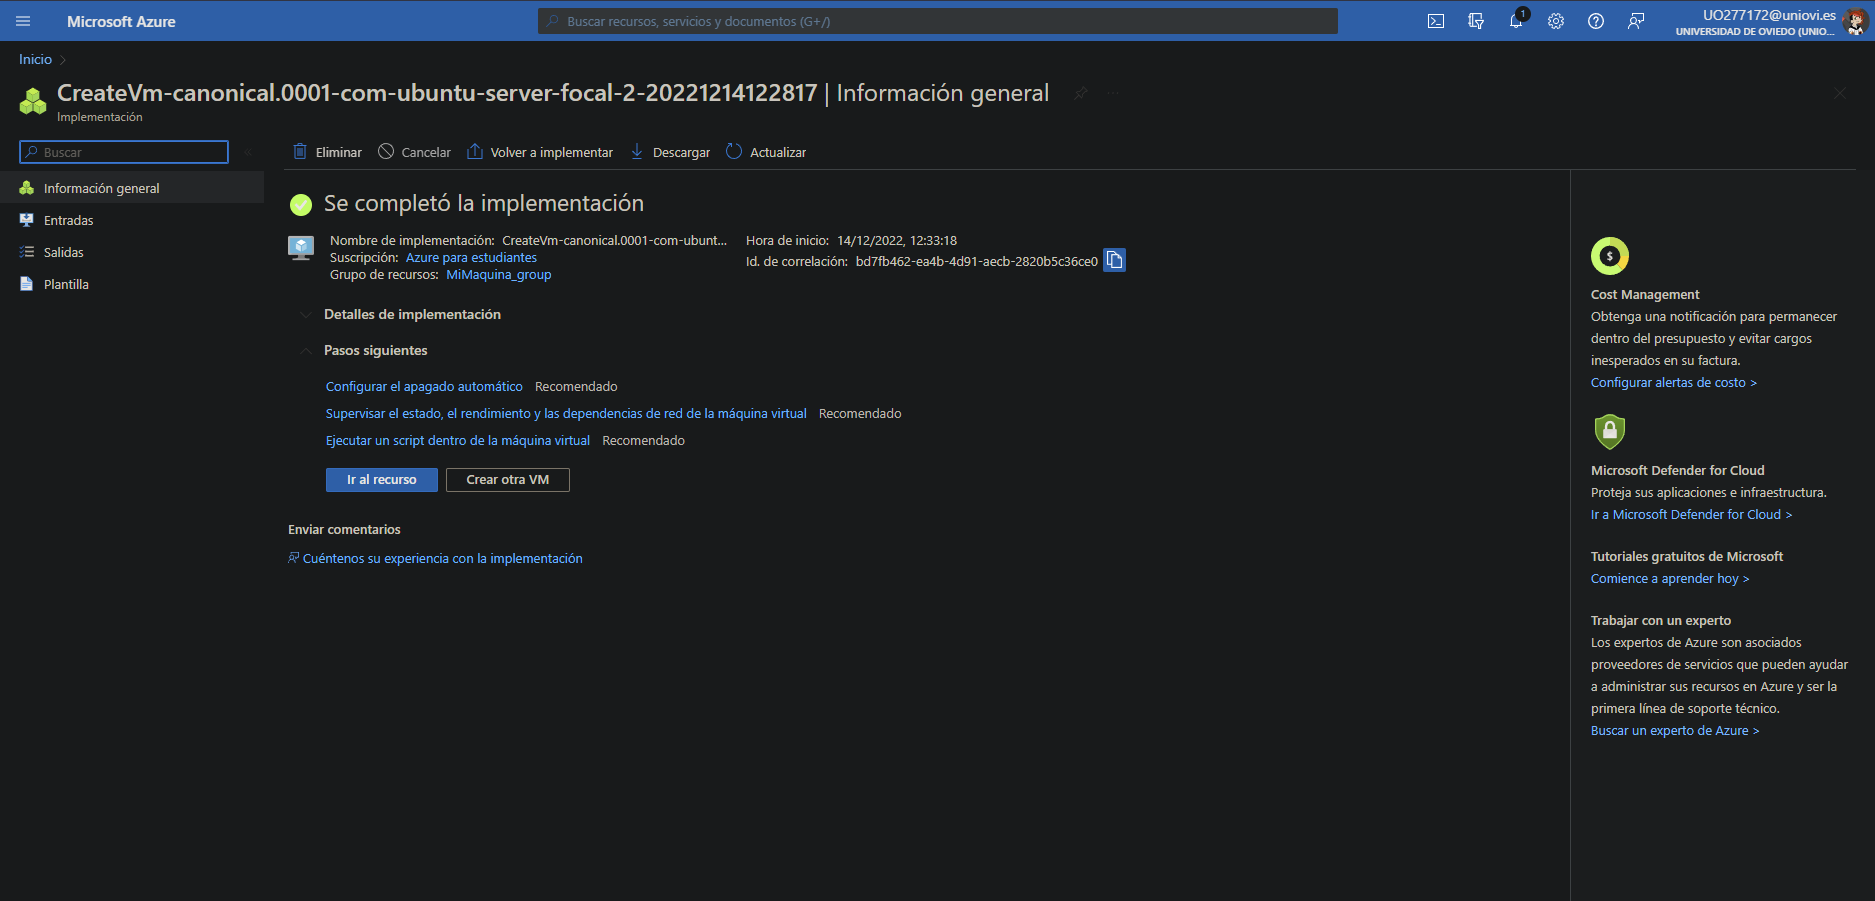 Microsoft Azure
Buscar recursos, servicios y documentos (G+/)
1
UO277172@uniovi.es
UNIVERSIDAD DE OVIEDO (UNIO...
Inicio
CreateVm-canonical.0001-com-ubuntu-server-focal-2-20221214122817 | Información general
Implementación
Buscar
Información general
Entradas
Salidas
Plantilla
Eliminar
Cancelar
Volver a implementar
Descargar
Actualizar
Se completó la implementación
Nombre de implementación: CreateVm-canonical.0001-com-ubunt...
Suscripción: Azure para estudiantes
Grupo de recursos: MiMaquina_group
Hora de inicio: 14/12/2022, 12:33:18
Id. de correlación: bd7fb462-ea4b-4d91-aecb-2820b5c36ce0
Detalles de implementación
Pasos siguientes
Configurar el apagado automático Recomendado
Supervisar el estado, el rendimiento y las dependencias de red de la máquina virtual Recomendado
Ejecutar un script dentro de la máquina virtual Recomendado
Ir al recurso
Crear otra VM
Enviar comentarios
Cuéntenos su experiencia con la implementación
$
Cost Management
Obtenga una notificación para permanecer
dentro del presupuesto y evitar cargos
inesperados en su factura.
Configurar alertas de costo >
Microsoft Defender for Cloud
Proteja sus aplicaciones e infraestructura.
Ir a Microsoft Defender for Cloud >
Tutoriales gratuitos de Microsoft
Comience a aprender hoy >
Trabajar con un experto
Los expertos de Azure son asociados
proveedores de servicios que pueden ayudar
a administrar sus recursos en Azure y ser la
primera línea de soporte técnico.
Buscar un experto de Azure >